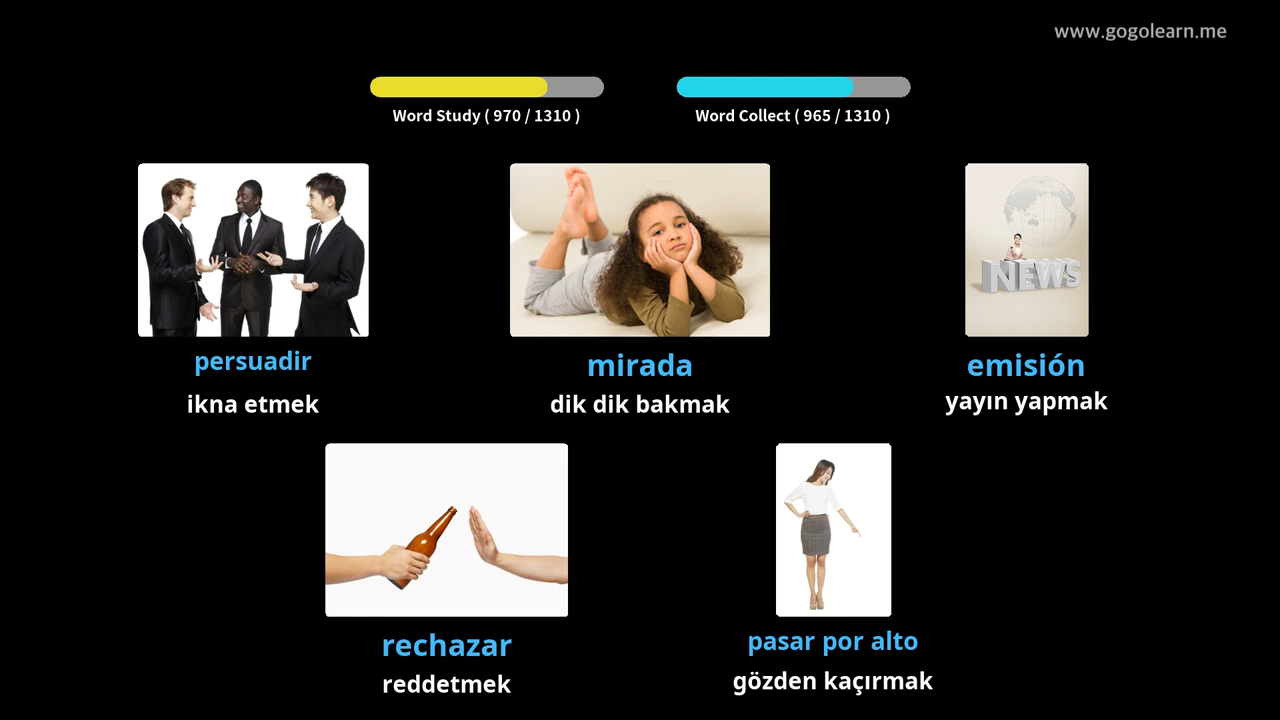 www.gogolearn.me
Word Study ( 970 / 1310 )
Word Collect ( 965 / 1310 )
NEWS
persuadir
ikna etmek
mirada
dik dik bakmak
emisión
yayın yapmak
rechazar
reddetmek
pasar por alto
gözden kaçırmak